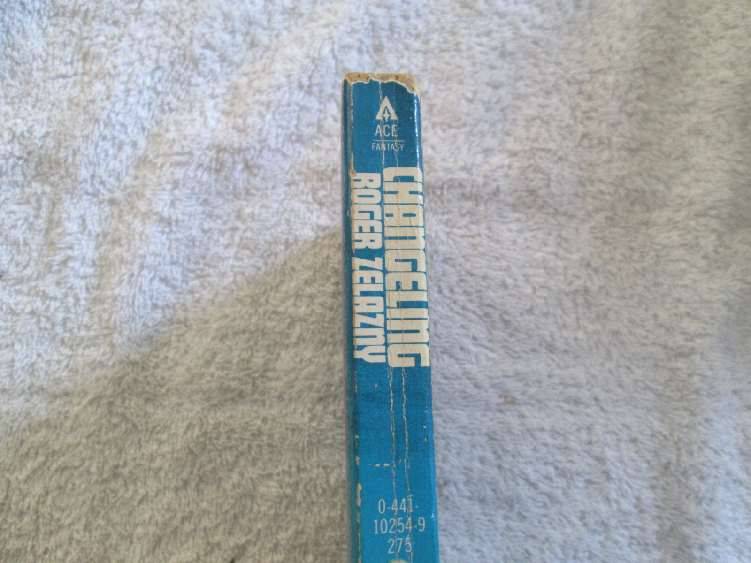 ACE
FANTASY
CHANGELING
ROGER ZELAZNY
0-441-
10254-9
275